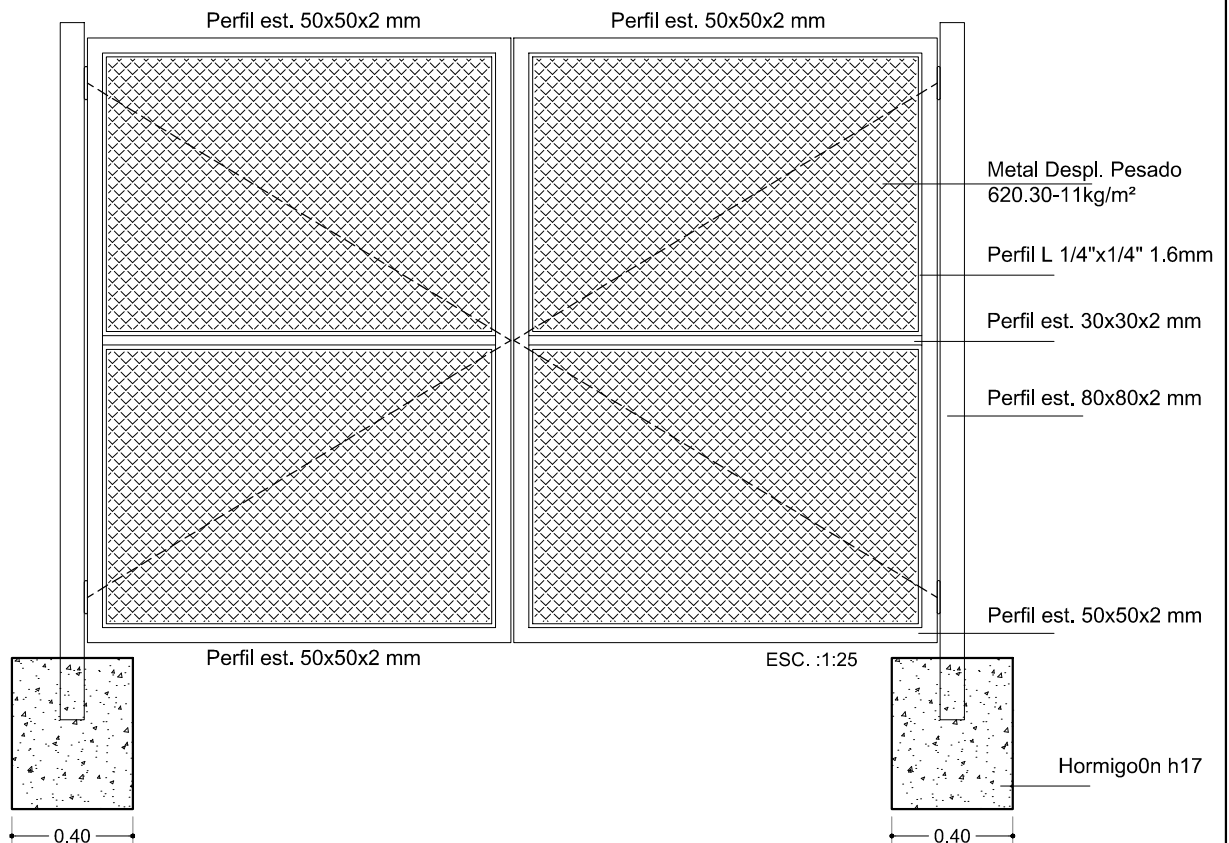 Perfil est. 50x50x2 mm
Perfil est. 50x50x2 mm
Metal Despl. Pesado
620.30-11kg/m²
Perfil L 1/4"x1/4" 1.6mm
Perfil est. 30x30x2 mm
Perfil est. 80x80x2 mm
Perfil est. 50x50x2 mm
Perfil est. 50x50x2 mm
ESC. :1:25
Hormigo0n h17
0.40
0.40